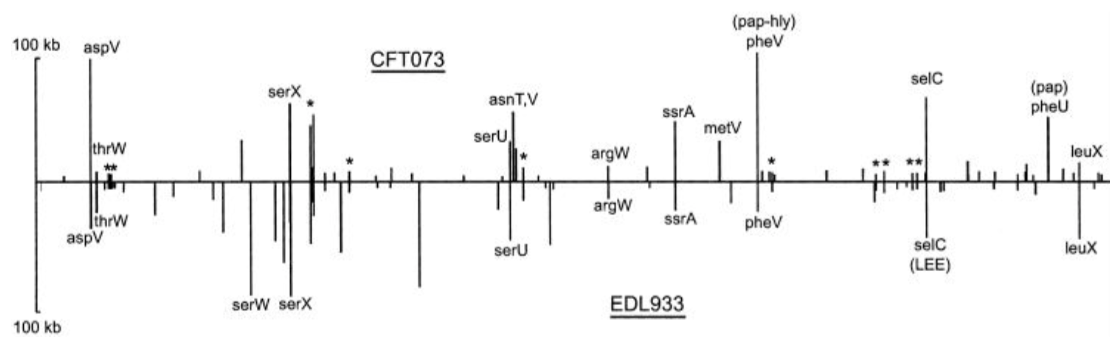 100 kb
aspV
CFT073
(pap-hly)
pheV
serX
*
asnT,V
selC
(pap)
pheU
ssrA
thrW
**
*
serU
*
argW
metV
*
**
**
leuX
thrW
aspV
serW
serX
serU
argW
ssrA
pheV
selC
(LEE)
leuX
EDL933
100 kb